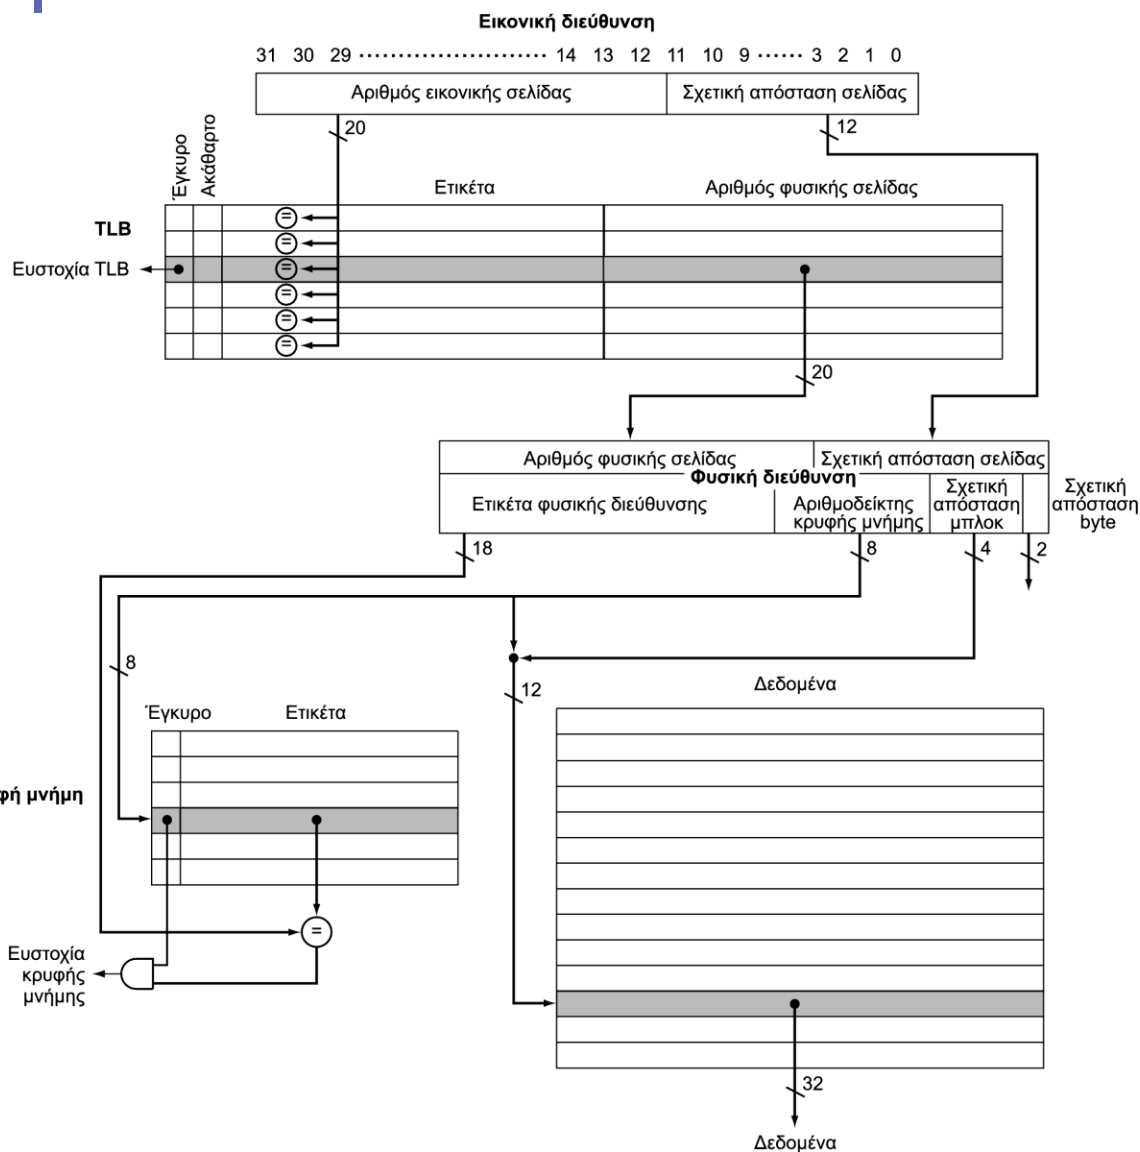 Εικονική διεύθυνση
31 30 29 ··················· 14 13 12 11 10 9 ······ 3 2 1 0
Αριθμός εικονικής σελίδας
Σχετική απόσταση σελίδας
20
12
Έγκυρο
Ακάθαρτο
Ετικέτα
Αριθμός φυσικής σελίδας
TLB
=
=
Ευστοχία TLB
=
=
=
=
20
Αριθμός φυσικής σελίδας
Σχετική απόσταση σελίδας
Φυσική διεύθυνση
Ετικέτα φυσικής διεύθυνσης
Αριθμοδείκτης
κρυφής μνήμης
Σχετική
απόσταση
μπλοκ
Σχετική
απόσταση
byte
18
8
4
2
8
12
Δεδομένα
Έγκυρο
Ετικέτα
φή μνήμη
=
Ευστοχία
κρυφής
μνήμης
32
Δεδομένα